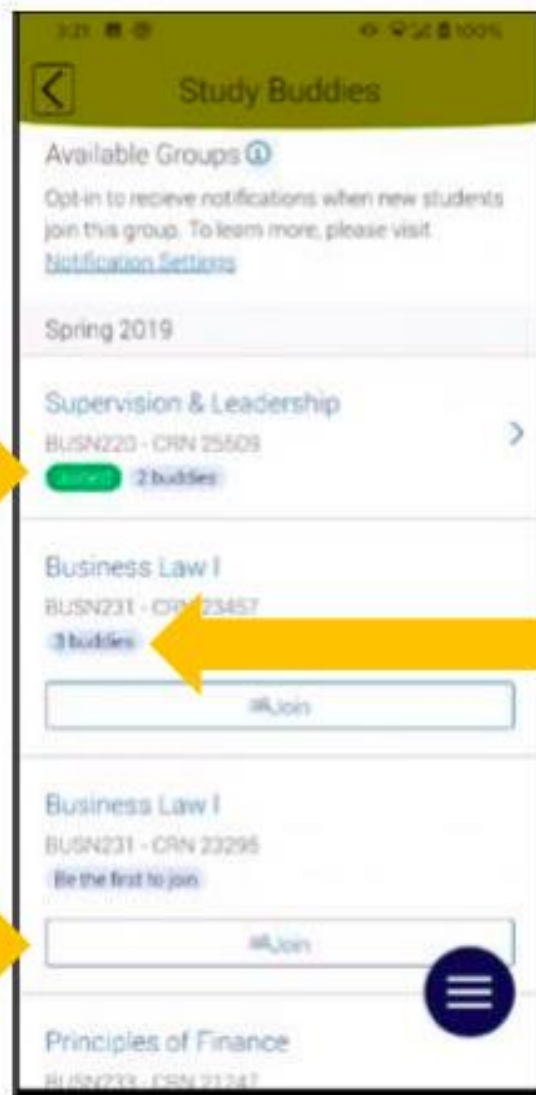 3:21 100%
Study Buddies
Available Groups
Opt-in to recieve notifications when new students
join this group. To learn more, please visit
Notification Settings
Spring 2019
Supervision & Leadership
BUSN220 - CRN 25509
Joined 2 buddies
Business Law I
BUSN231 - CRN 23457
3 buddies
Join
Business Law I
BUSN231 - CRN 23295
Be the first to join
Join
Principles of Finance
BUSN233 - CRN 21247